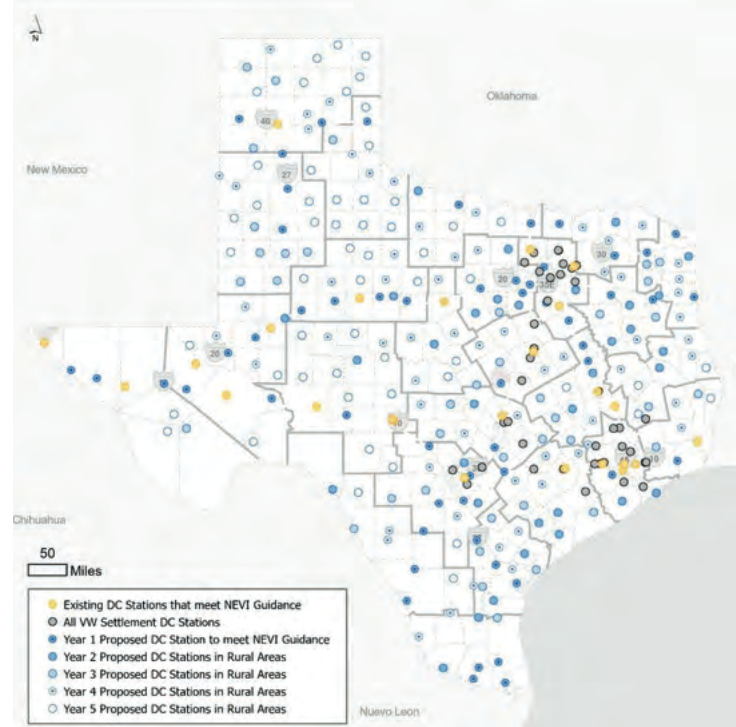 N
Oklahoma
40
New Mexico
27
30
20
35E
20
10
Chihuahua
50
Miles
Existing DC Stations that meet NEVI Guidance
All VW Settlement DC Stations
Year 1 Proposed DC Station to meet NEVI Guidance
Year 2 Proposed DC Stations in Rural Areas
Year 3 Proposed DC Stations in Rural Areas
Year 4 Proposed DC Stations in Rural Areas
Year 5 Proposed DC Stations in Rural Areas
Nuevo Leon